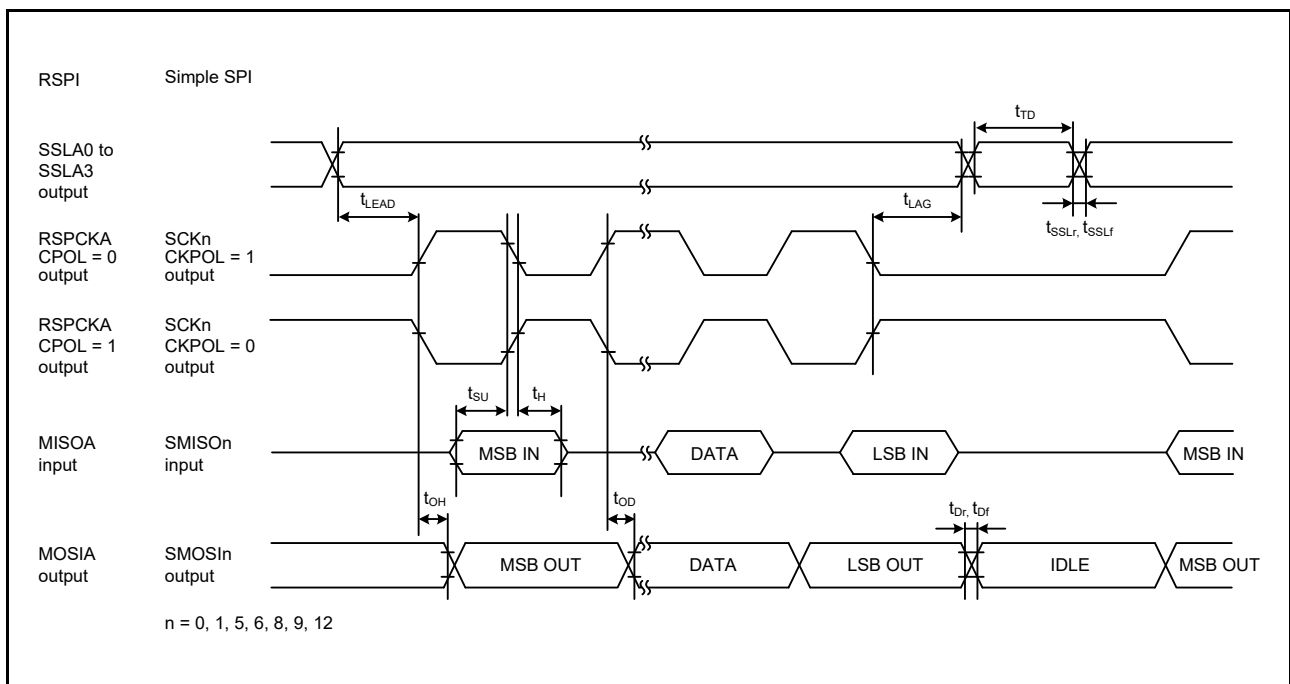 RSPI
Simple SPI
SSLA0 to
SSLA3
output
tTD
tLEAD
tLAG
tSSLr, tSSLf
RSPCKA
CPOL = 0
output
SCKn
CKPOL = 1
output
RSPCKA
CPOL = 1
output
SCKn
CKPOL = 0
output
tSU
tH
MISOA
input
SMISOn
input
MSB IN
DATA
LSB IN
MSB IN
tOH
tOD
tDr, tDf
MOSIA
output
SMOSIn
output
MSB OUT
DATA
LSB OUT
IDLE
MSB OUT
n = 0, 1, 5, 6, 8, 9, 12